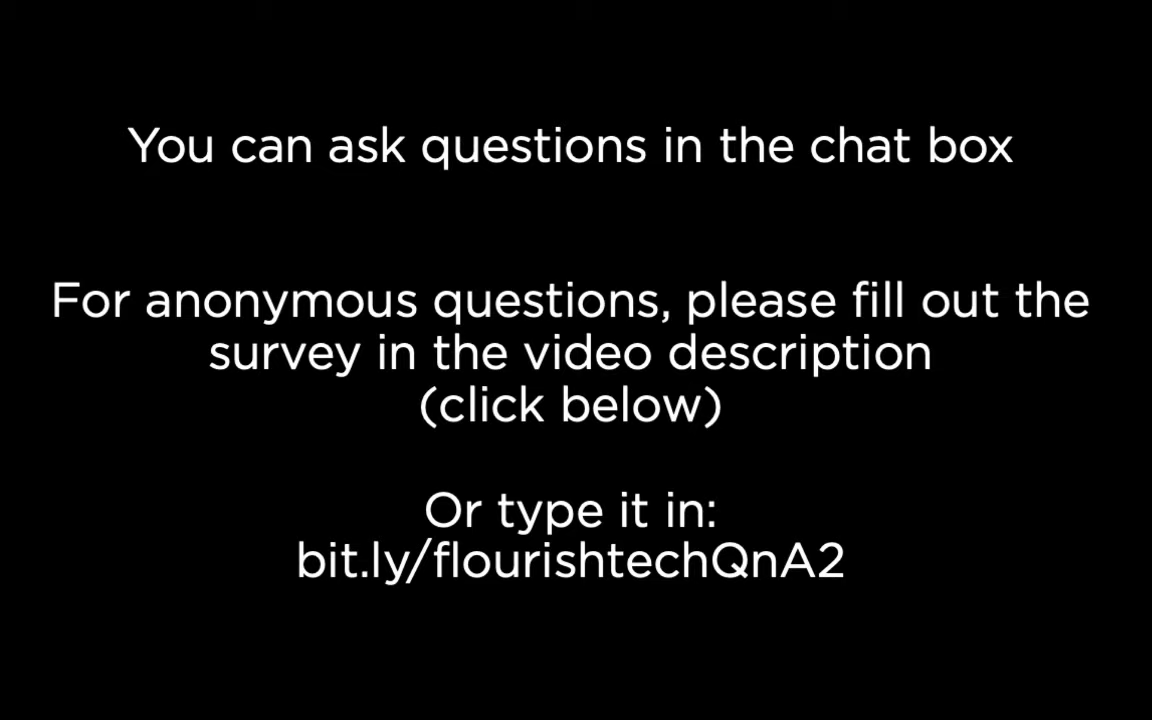 You can ask questions in the chat box
For anonymous questions, please fill out the
survey in the video description
(click below)
Or type it in:
bit.ly/flourishtechQnA2